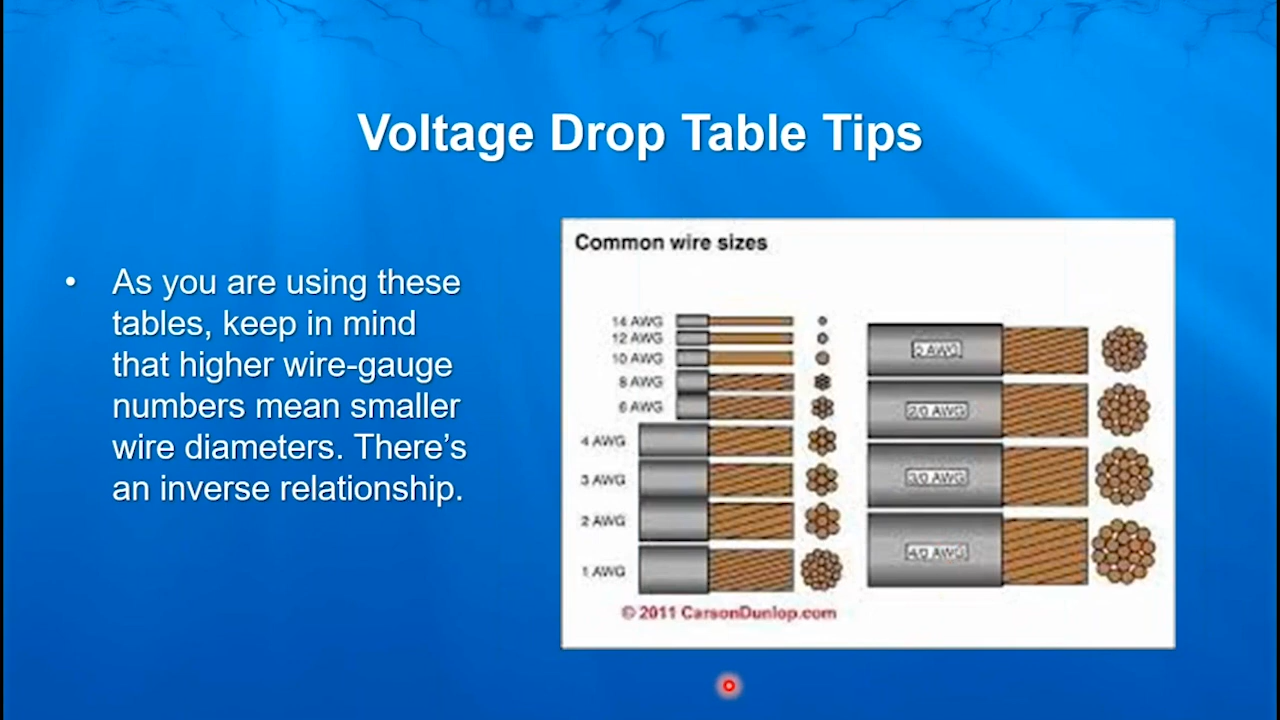 Voltage Drop Table Tips
• As you are using these
tables, keep in mind
that higher wire-gauge
numbers mean smaller
wire diameters. There’s
an inverse relationship.
Common wire sizes
14 AWG
12 AWG
10 AWG
8 AWG
6 AWG
4 AWG
3 AWG
2 AWG
1 AWG
AWG
2/0 AWG
3/0 AWG
4/0 AWG
© 2011 CarsonDunlop.com